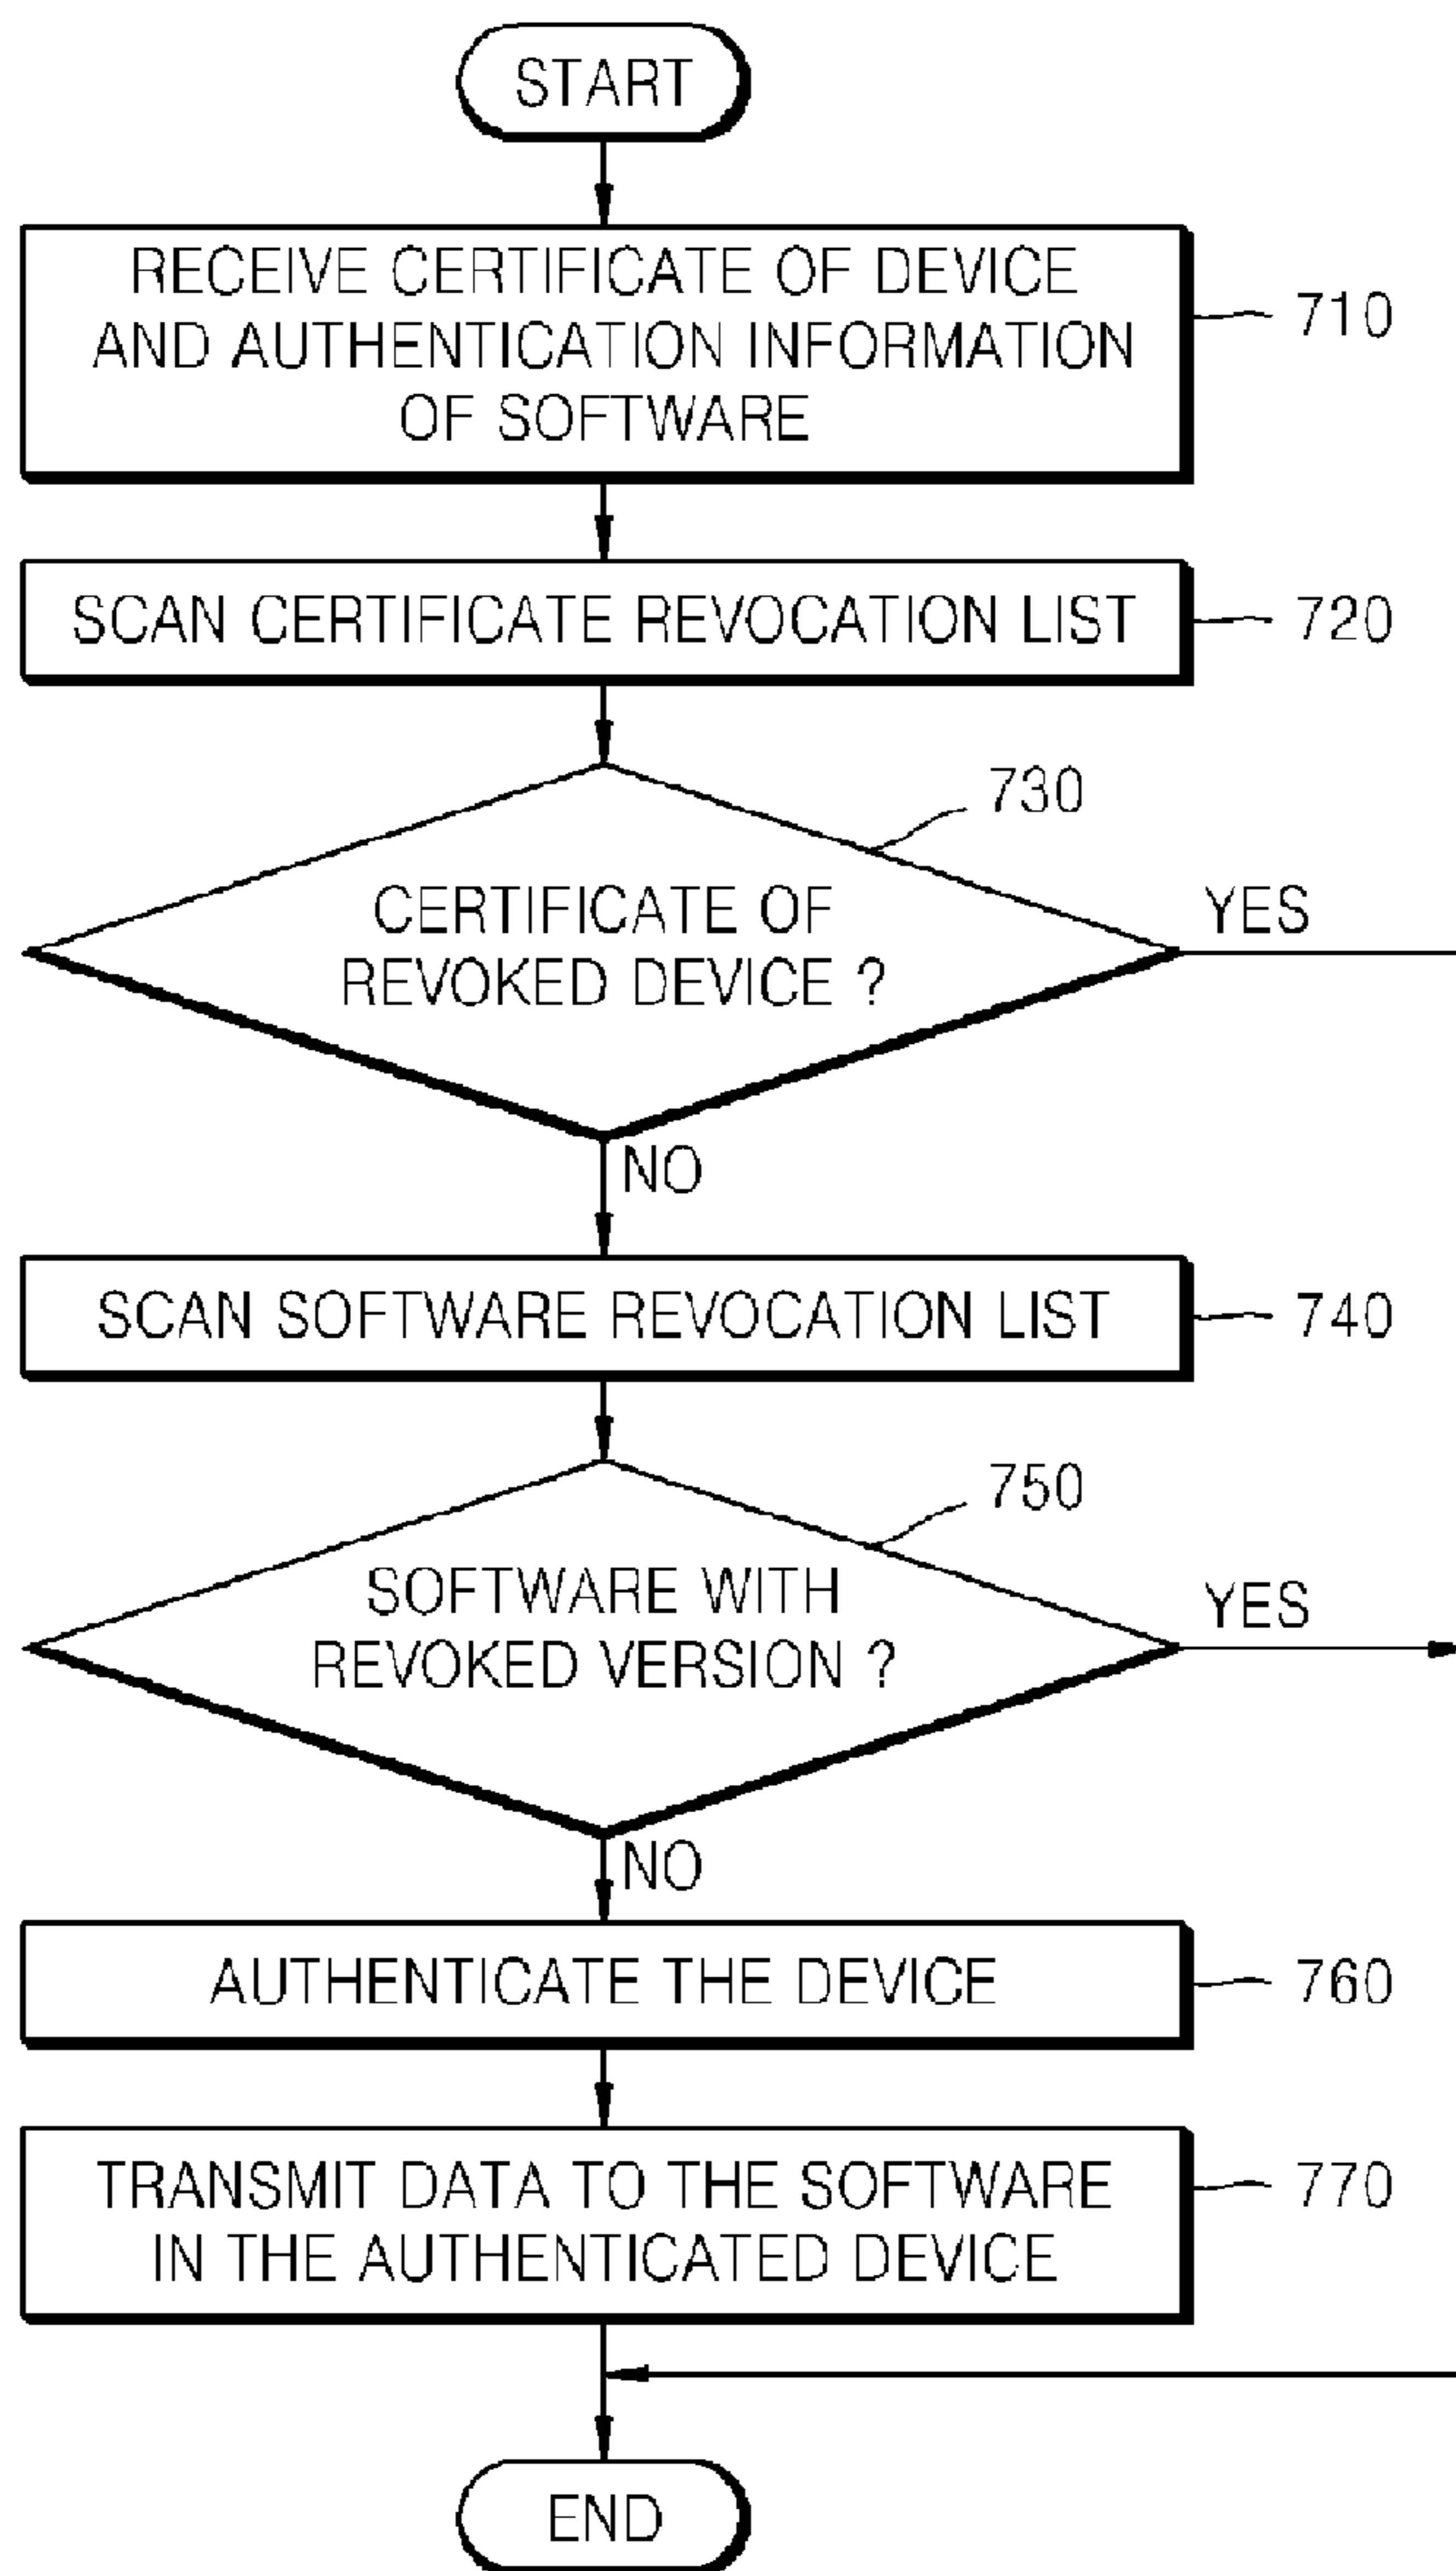 START
RECEIVE CERTIFICATE OF DEVICE
AND AUTHENTICATION INFORMATION
OF SOFTWARE
710
SCAN CERTIFICATE REVOCATION LIST
720
730
CERTIFICATE OF
REVOKED DEVICE ?
YES
NO
SCAN SOFTWARE REVOCATION LIST
740
750
SOFTWARE WITH
REVOKED VERSION ?
YES
NO
AUTHENTICATE THE DEVICE
760
TRANSMIT DATA TO THE SOFTWARE
IN THE AUTHENTICATED DEVICE
770
END